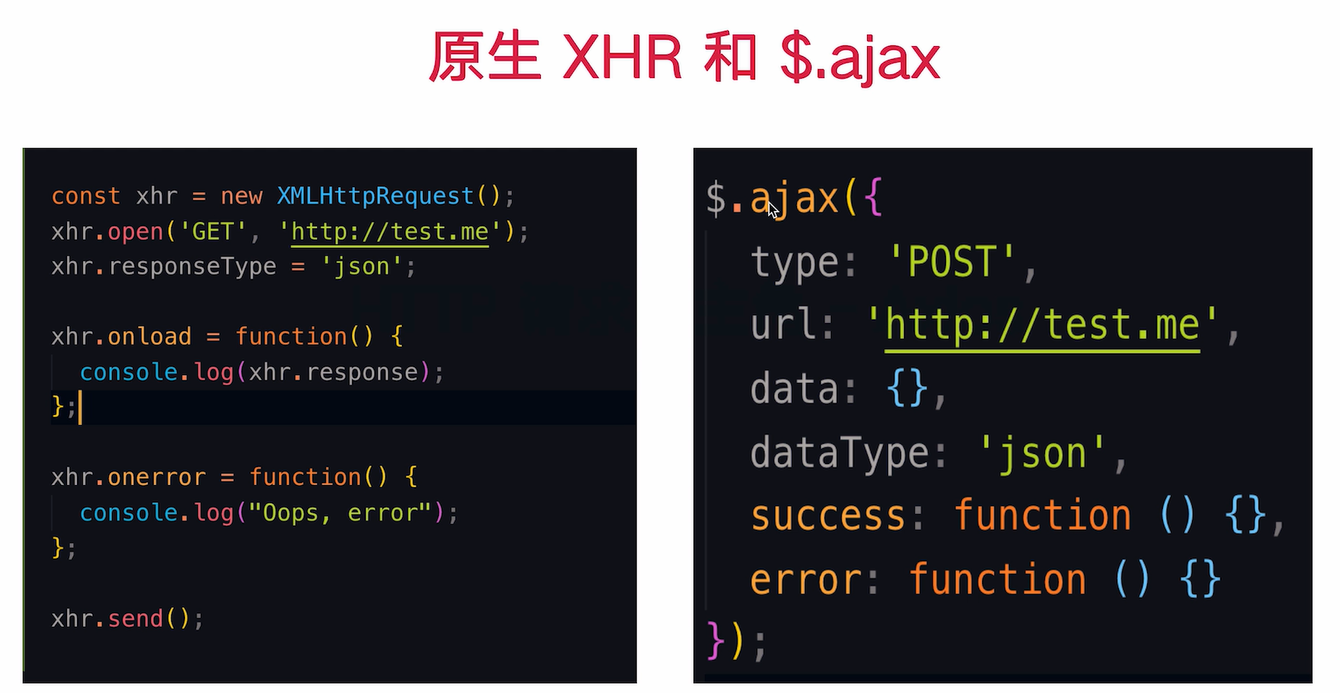 原生 XHR 和 $.ajax
const xhr = new XMLHttpRequest();
xhr.open('GET', 'http://test.me');
xhr.responseType = 'json';
xhr.onload = function() {
  console.log(xhr.response);
};
xhr.onerror = function() {
  console.log("Oops, error");
};
xhr.send();
$.ajax({
  type: 'POST',
  url: 'http://test.me',
  data: {},
  dataType: 'json',
  success: function () {},
  error: function () {}
});